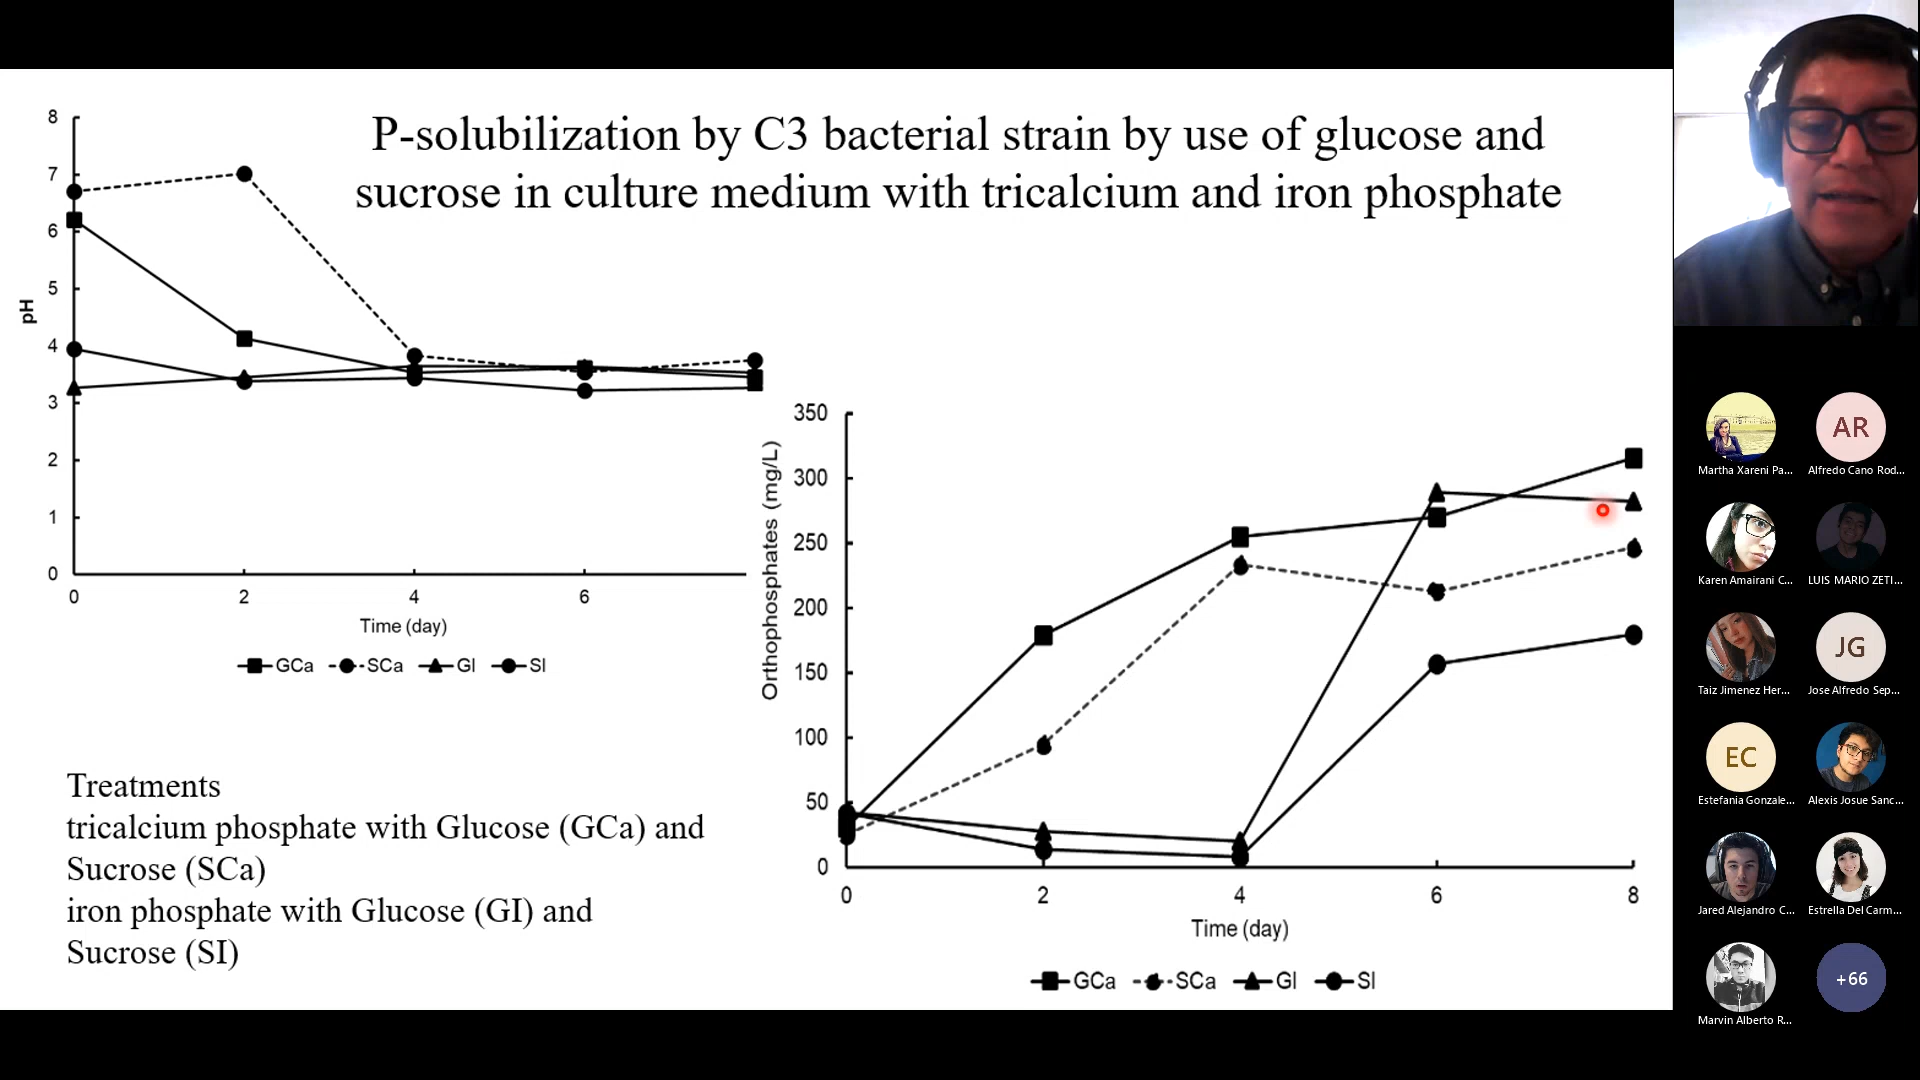 P-solubilization by C3 bacterial strain by use of glucose and
sucrose in culture medium with tricalcium and iron phosphate
8
7
6
5
4
3
2
1
0
pH
0 2 4 6
Time (day)
GCa SCa GI SI
350
300
250
200
150
100
50
0
Orthophosphates (mg/L)
0 2 4 6 8
Time (day)
GCa SCa GI SI
Treatments
tricalcium phosphate with Glucose (GCa) and
Sucrose (SCa)
iron phosphate with Glucose (GI) and
Sucrose (SI)
Martha Xareni Pa...
AR
Alfredo Cano Rod...
Karen Amairani C...
LUIS MARIO ZETI...
Taiz Jimenez Her...
JG
Jose Alfredo Sep...
EC
Estefania Gonzale...
Alexis Josue Sanc...
Jared Alejandro C...
Estrella Del Carm...
Marvin Alberto R...
+66